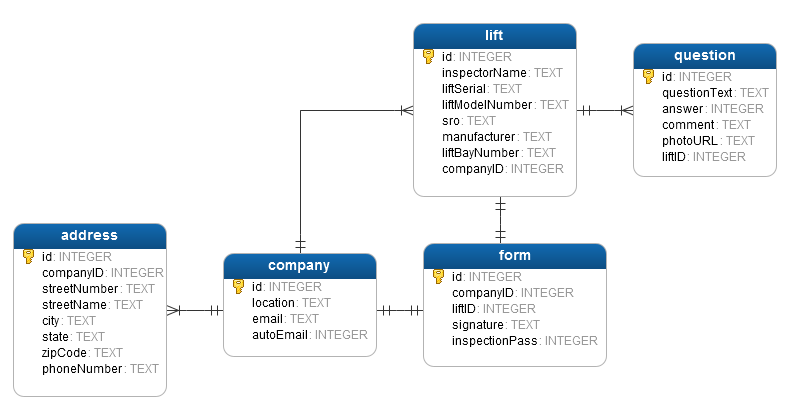 lift
id: INTEGER
inspectorName: TEXT
liftSerial: TEXT
liftModelNumber: TEXT
sro: TEXT
manufacturer: TEXT
liftBayNumber: TEXT
companyID: INTEGER
question
id: INTEGER
questionText: TEXT
answer: INTEGER
comment: TEXT
photoURL: TEXT
liftID: INTEGER
address
id: INTEGER
companyID: INTEGER
streetNumber: TEXT
streetName: TEXT
city: TEXT
state: TEXT
zipCode: TEXT
phoneNumber: TEXT
company
id: INTEGER
location: TEXT
email: TEXT
autoEmail: INTEGER
form
id: INTEGER
companyID: INTEGER
liftID: INTEGER
signature: TEXT
inspectionPass: INTEGER